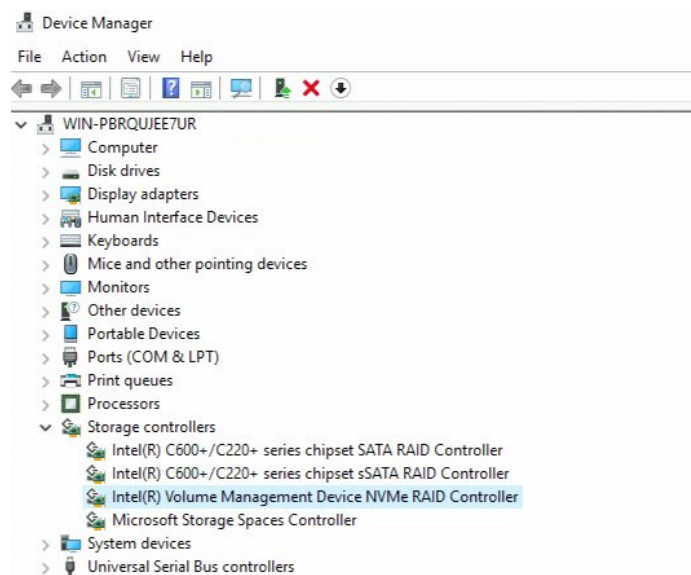 Device Manager
File Action View Help
WIN-PBRQUJEE7UR
Computer
Disk drives
Display adapters
Human Interface Devices
Keyboards
Mice and other pointing devices
Monitors
Other devices
Portable Devices
Ports (COM & LPT)
Print queues
Processors
Storage controllers
Intel(R) C600+/C220+ series chipset SATA RAID Controller
Intel(R) C600+/C220+ series chipset sSATA RAID Controller
Intel(R) Volume Management Device NVMe RAID Controller
Microsoft Storage Spaces Controller
System devices
Universal Serial Bus controllers